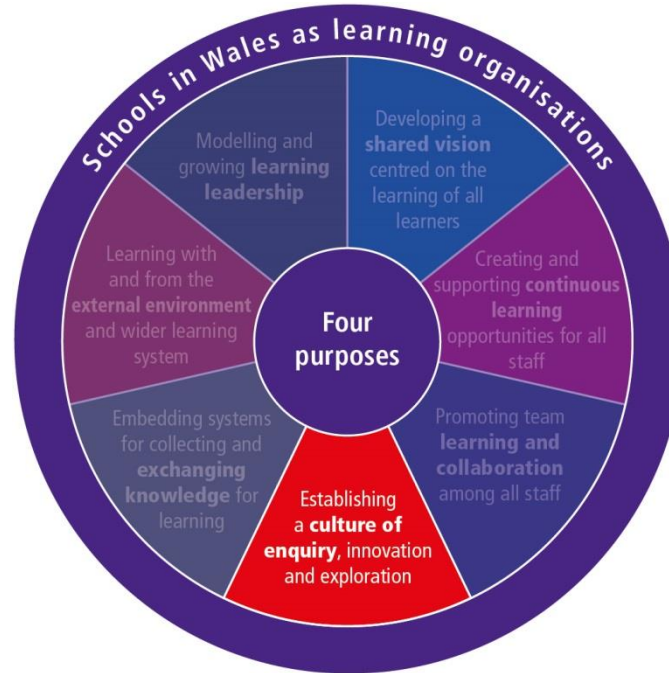 Schools in Wales as learning organisations
Developing a
shared vision
centred on the
learning of all
learners
Creating and
supporting continuous
learning
opportunities for all
staff
Promoting team
learning and
collaboration
among all staff
Establishing
a culture of
enquiry, innovation
and exploration
Embedding systems
for collecting and
exchanging
knowledge for
learning
Learning with
and from the
external environment
and wider learning
system
Modelling and
growing learning
leadership
Four
purposes